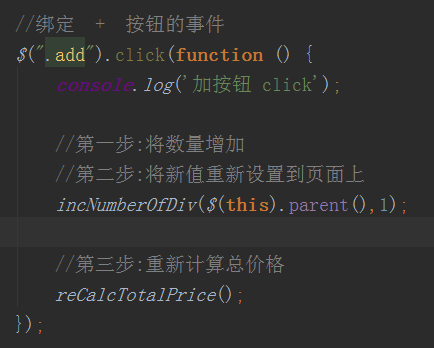 //绑定 + 按钮的事件
$(".add").click(function () {
console.log('加按钮 click');
//第一步:将数量增加
//第二步:将新值重新设置到页面上
incNumberOfDiv($(this).parent(),1);
//第三步:重新计算总价格
reCalcTotalPrice();
});